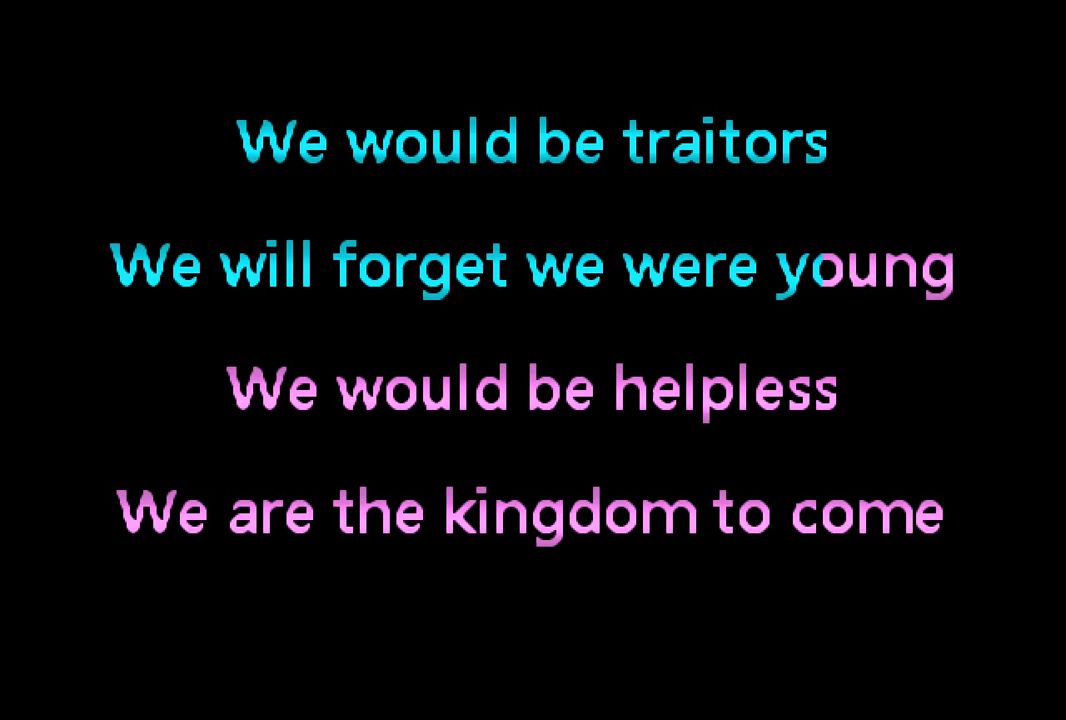 We would be traitors
We will forget we were young
We would be helpless
We are the kingdom to come